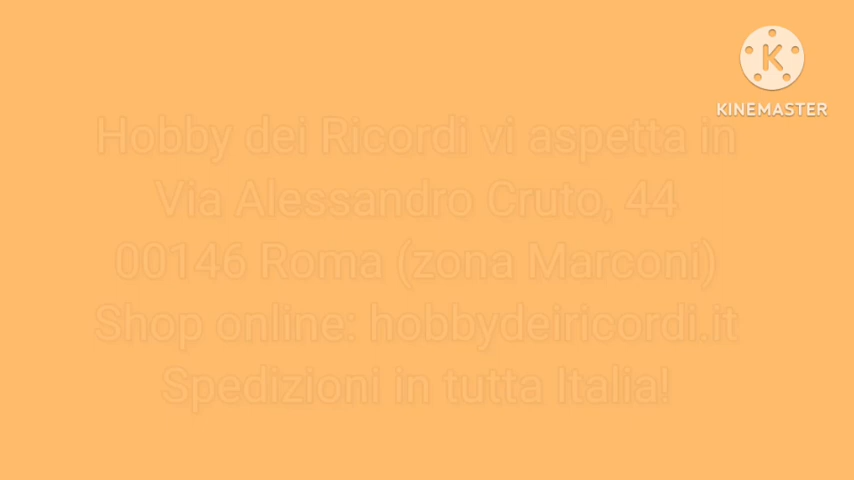 KINEMASTER
Hobby dei Ricordi vi aspetta in
Via Alessandro Cruto, 44
00146 Roma (zona Marconi)
Shop online: hobbydeiricordi.it
Spedizioni in tutta Italia!